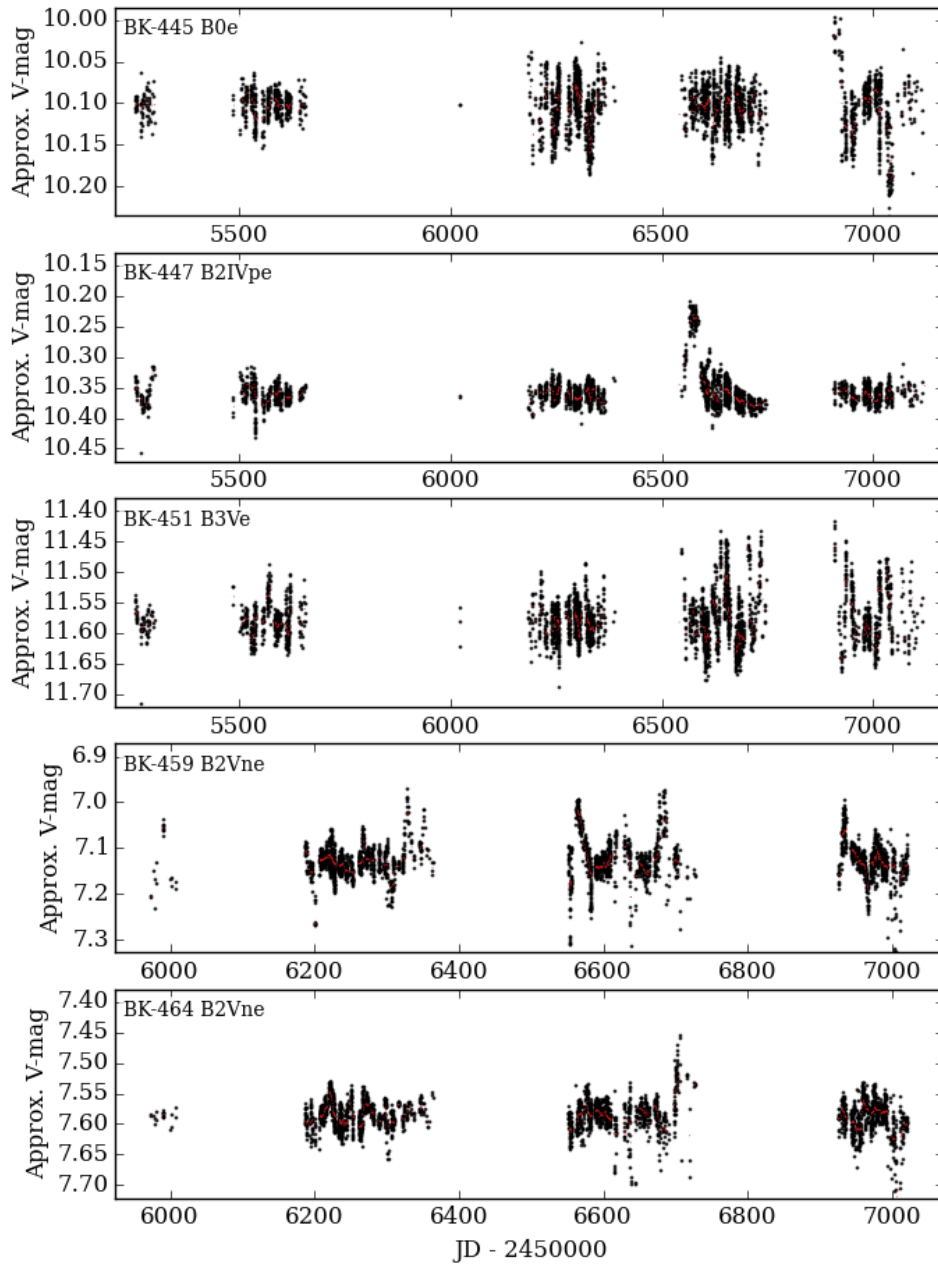 BK-445 B0e
Approx. V-mag
10.00
10.05
10.10
10.15
10.20
5500 6000 6500 7000
BK-447 B2IVpe
Approx. V-mag
10.15
10.20
10.25
10.30
10.35
10.40
10.45
5500 6000 6500 7000
BK-451 B3Ve
Approx. V-mag
11.40
11.45
11.50
11.55
11.60
11.65
11.70
5500 6000 6500 7000
BK-459 B2Vne
Approx. V-mag
6.9
7.0
7.1
7.2
7.3
6000 6200 6400 6600 6800 7000
BK-464 B2Vne
Approx. V-mag
7.40
7.45
7.50
7.55
7.60
7.65
7.70
6000 6200 6400 6600 6800 7000
JD - 2450000